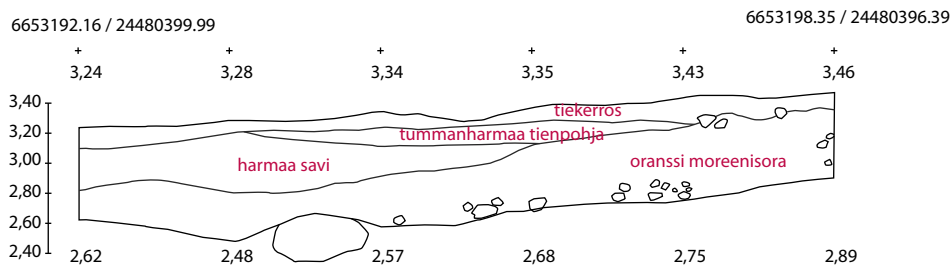 6653192.16 / 24480399.99
6653198.35 / 24480396.39
+ + + + + +
3,24 3,28 3,34 3,35 3,43 3,46
3,40
tiekerros
3,20
tummanharmaa tienpohja
3,00
harmaa savi
oranssi moreenisora
2,80
2,60
2,40
2,62 2,48 2,57 2,68 2,75 2,89